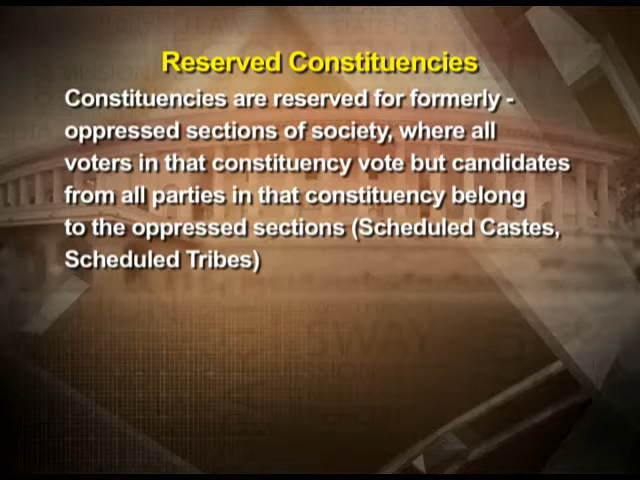 Reserved Constituencies
Constituencies are reserved for formerly -
oppressed sections of society, where all
voters in that constituency vote but candidates
from all parties in that constituency belong
to the oppressed sections (Scheduled Castes,
Scheduled Tribes)
SWAY